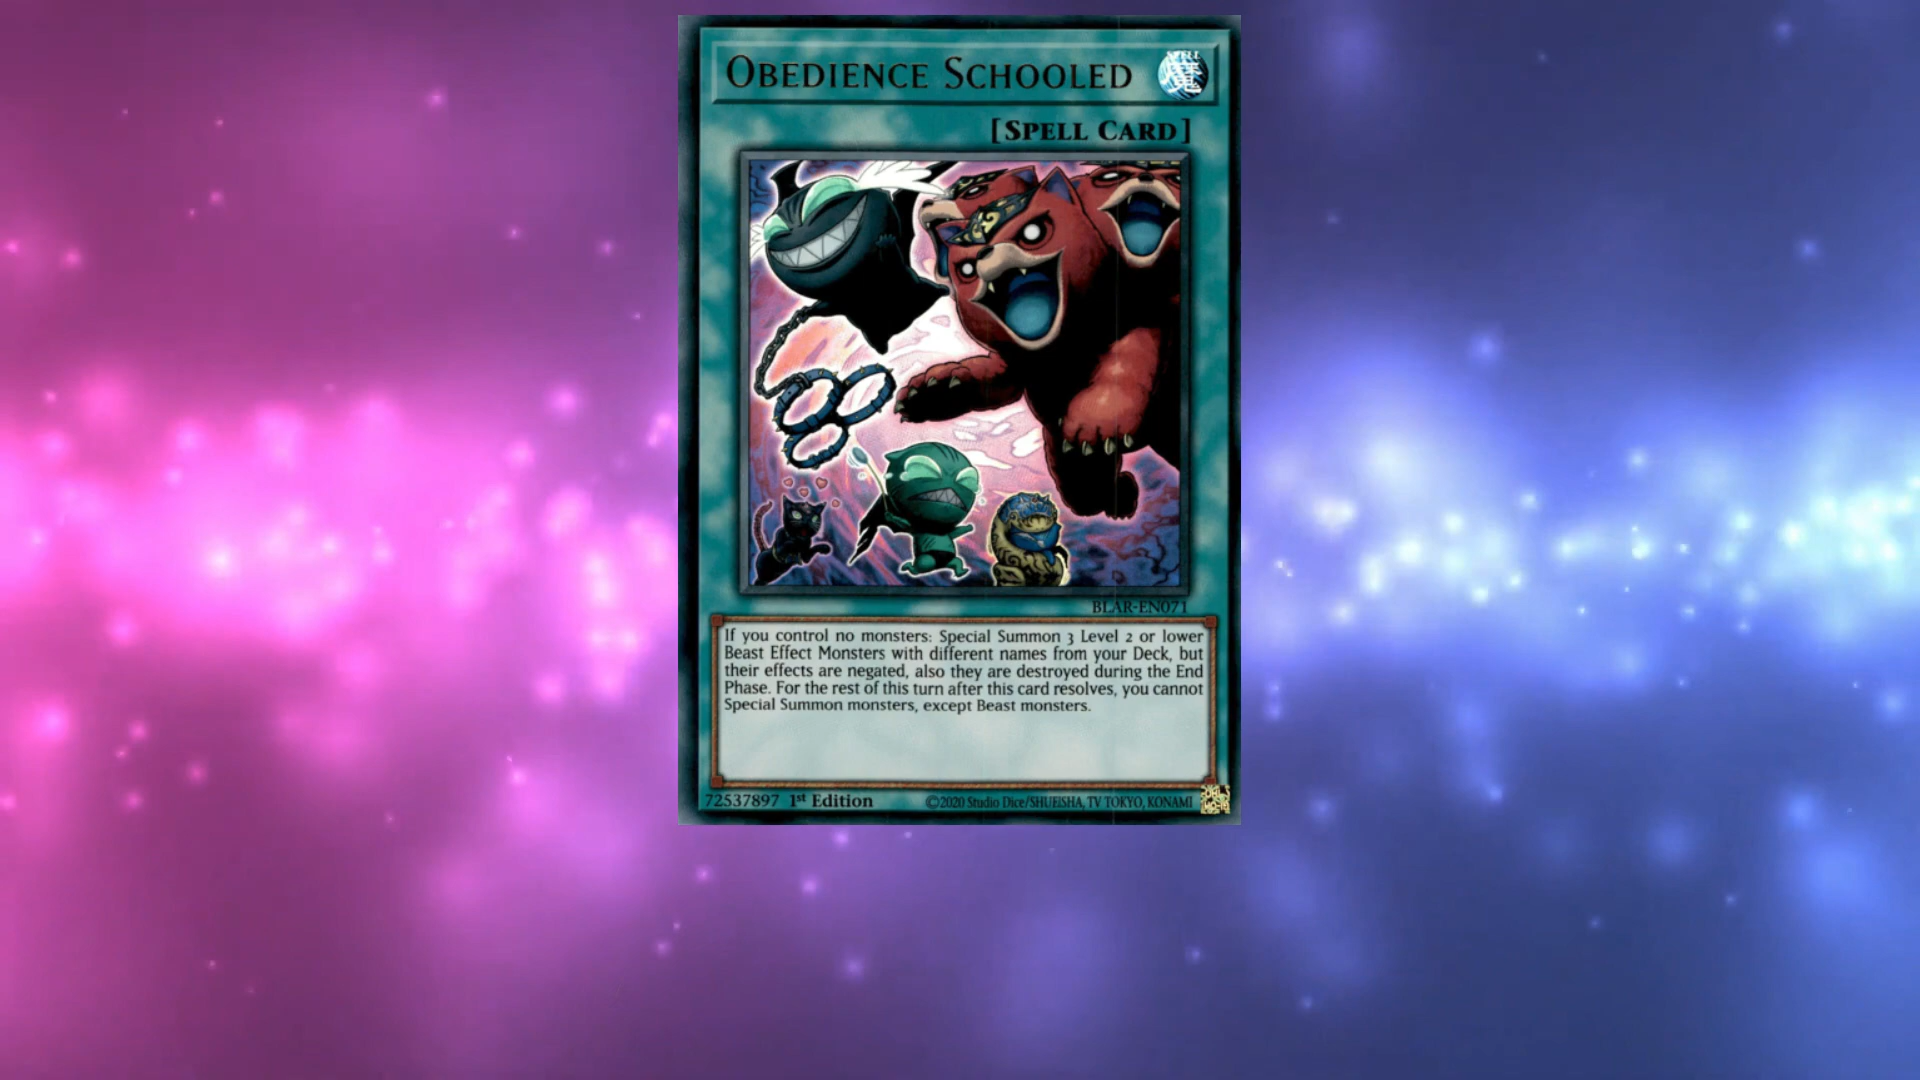 Obedience Schooled
SPELL
魔
[Spell Card]
BLAR-EN071
If you control no monsters: Special Summon 3 Level 2 or lower
Beast Effect Monsters with different names from your Deck, but
their effects are negated, also they are destroyed during the End
Phase. For the rest of this turn after this card resolves, you cannot
Special Summon monsters, except Beast monsters.
72537897 1st Edition
©2020 Studio Dice/SHUEISHA, TV TOKYO, KONAMI